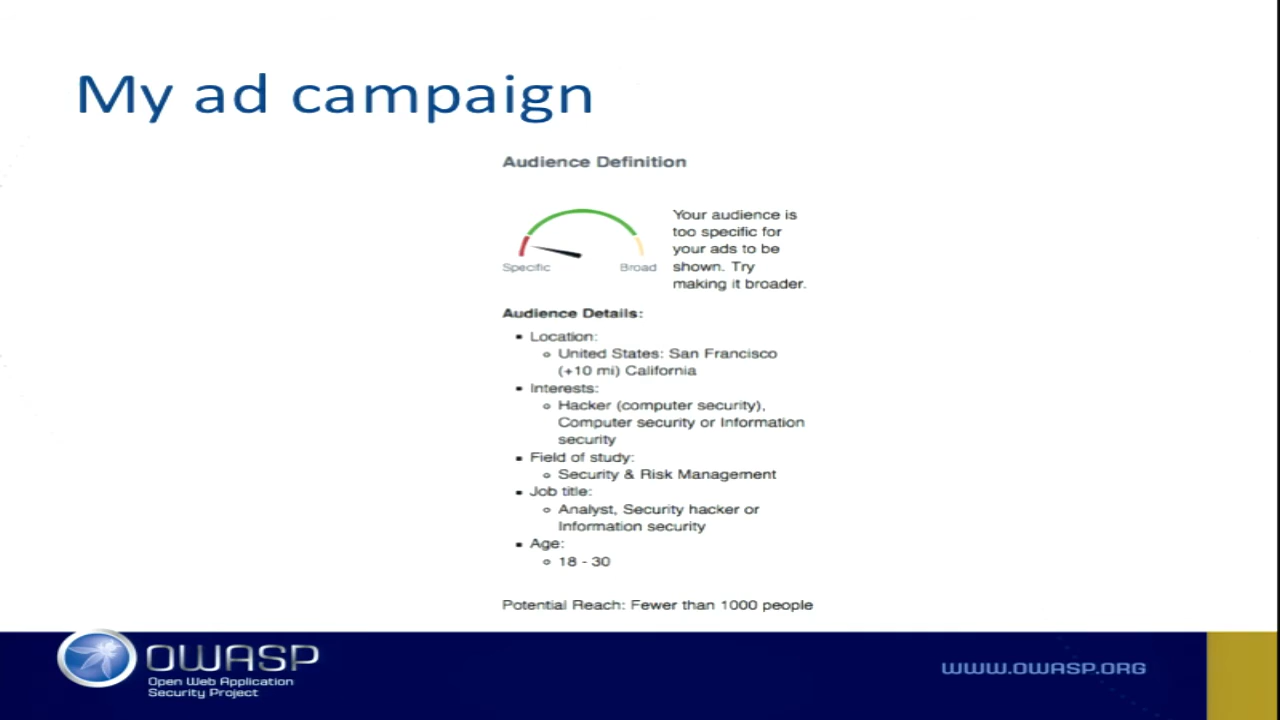 My ad campaign
Audience Definition
Your audience is
too specific for
your ads to be
shown. Try
making it broader.
Specific
Broad
Audience Details:
Location:
United States: San Francisco
(+10 mi) California
Interests:
Hacker (computer security),
Computer security or Information
security
Field of study:
Security & Risk Management
Job title:
Analyst, Security hacker or
Information security
Age:
18 - 30
Potential Reach: Fewer than 1000 people
OWASP
Open Web Application
Security Project
WWW.OWASP.ORG